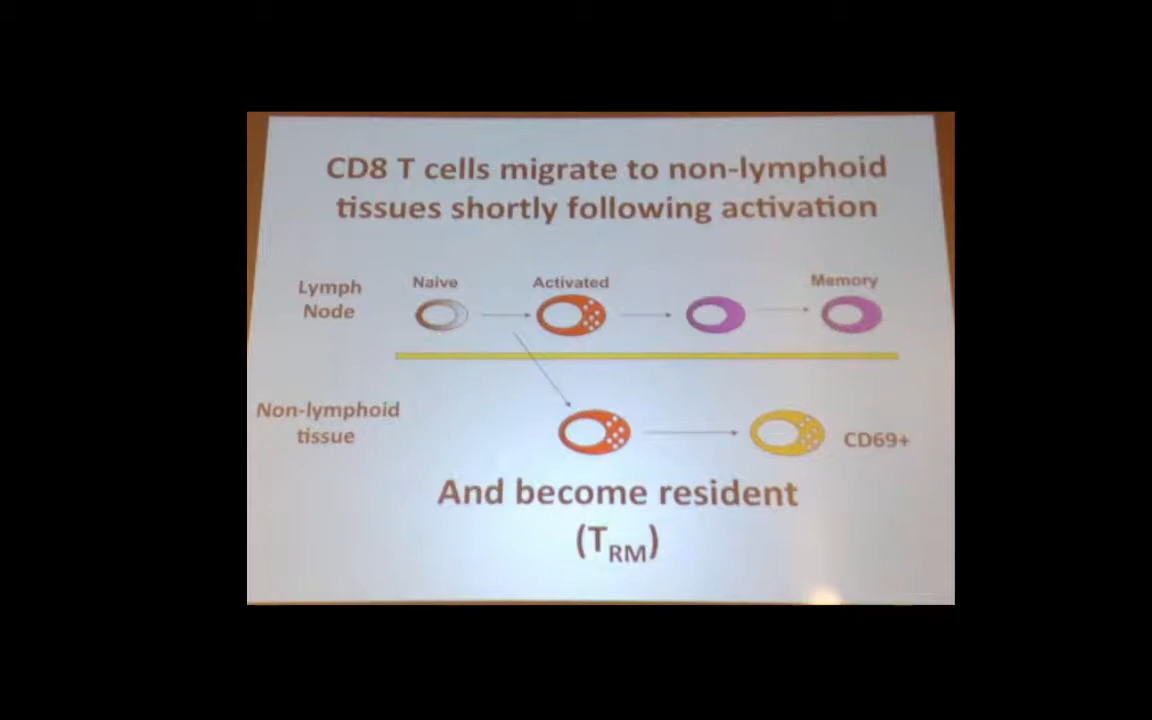 CD8 T cells migrate to non-lymphoid
tissues shortly following activation
Lymph
Node
Naive
Activated
Memory
Non-lymphoid
tissue
CD69+
And become resident
(TRM)